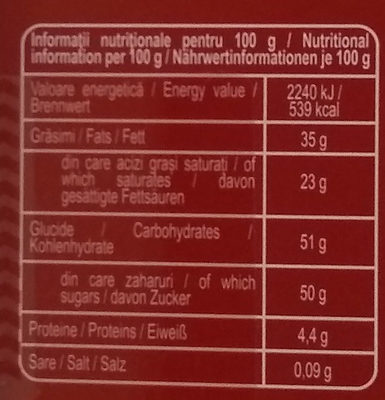 Informații nutriționale pentru 100 g / Nutritional
information per 100 g / Nährwertinformationen je 100 g
Valoare energetică / Energy value /
Brennwert
2240 kJ /
539 kcal
Grăsimi / Fats / Fett
35 g
din care acizi grași saturați / of
which saturates / davon
gesättigte Fettsäuren
23 g
Glucide / Carbohydrates /
Kohlenhydrate
51 g
din care zaharuri / of which
sugars / davon Zucker
50 g
Proteine / Proteins / Eiweiß
4,4 g
Sare / Salt / Salz
0,09 g